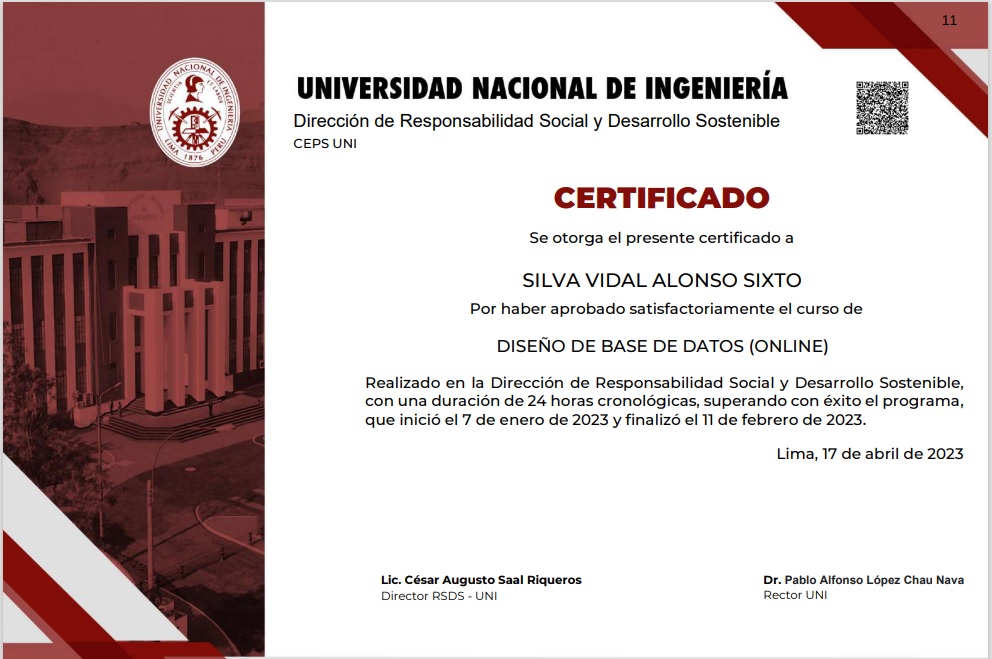 11
UNIVERSIDAD NACIONAL DE INGENIERÍA
SCIENTIA ET LABOR
LIMA 1876 PERU
UNIVERSIDAD NACIONAL DE INGENIERÍA
Dirección de Responsabilidad Social y Desarrollo Sostenible
CEPS UNI
CERTIFICADO
Se otorga el presente certificado a
SILVA VIDAL ALONSO SIXTO
Por haber aprobado satisfactoriamente el curso de
DISEÑO DE BASE DE DATOS (ONLINE)
Realizado en la Dirección de Responsabilidad Social y Desarrollo Sostenible,
con una duración de 24 horas cronológicas, superando con éxito el programa,
que inició el 7 de enero de 2023 y finalizó el 11 de febrero de 2023.
Lima, 17 de abril de 2023
Lic. César Augusto Saal Riqueros
Director RSDS - UNI
Dr. Pablo Alfonso López Chau Nava
Rector UNI